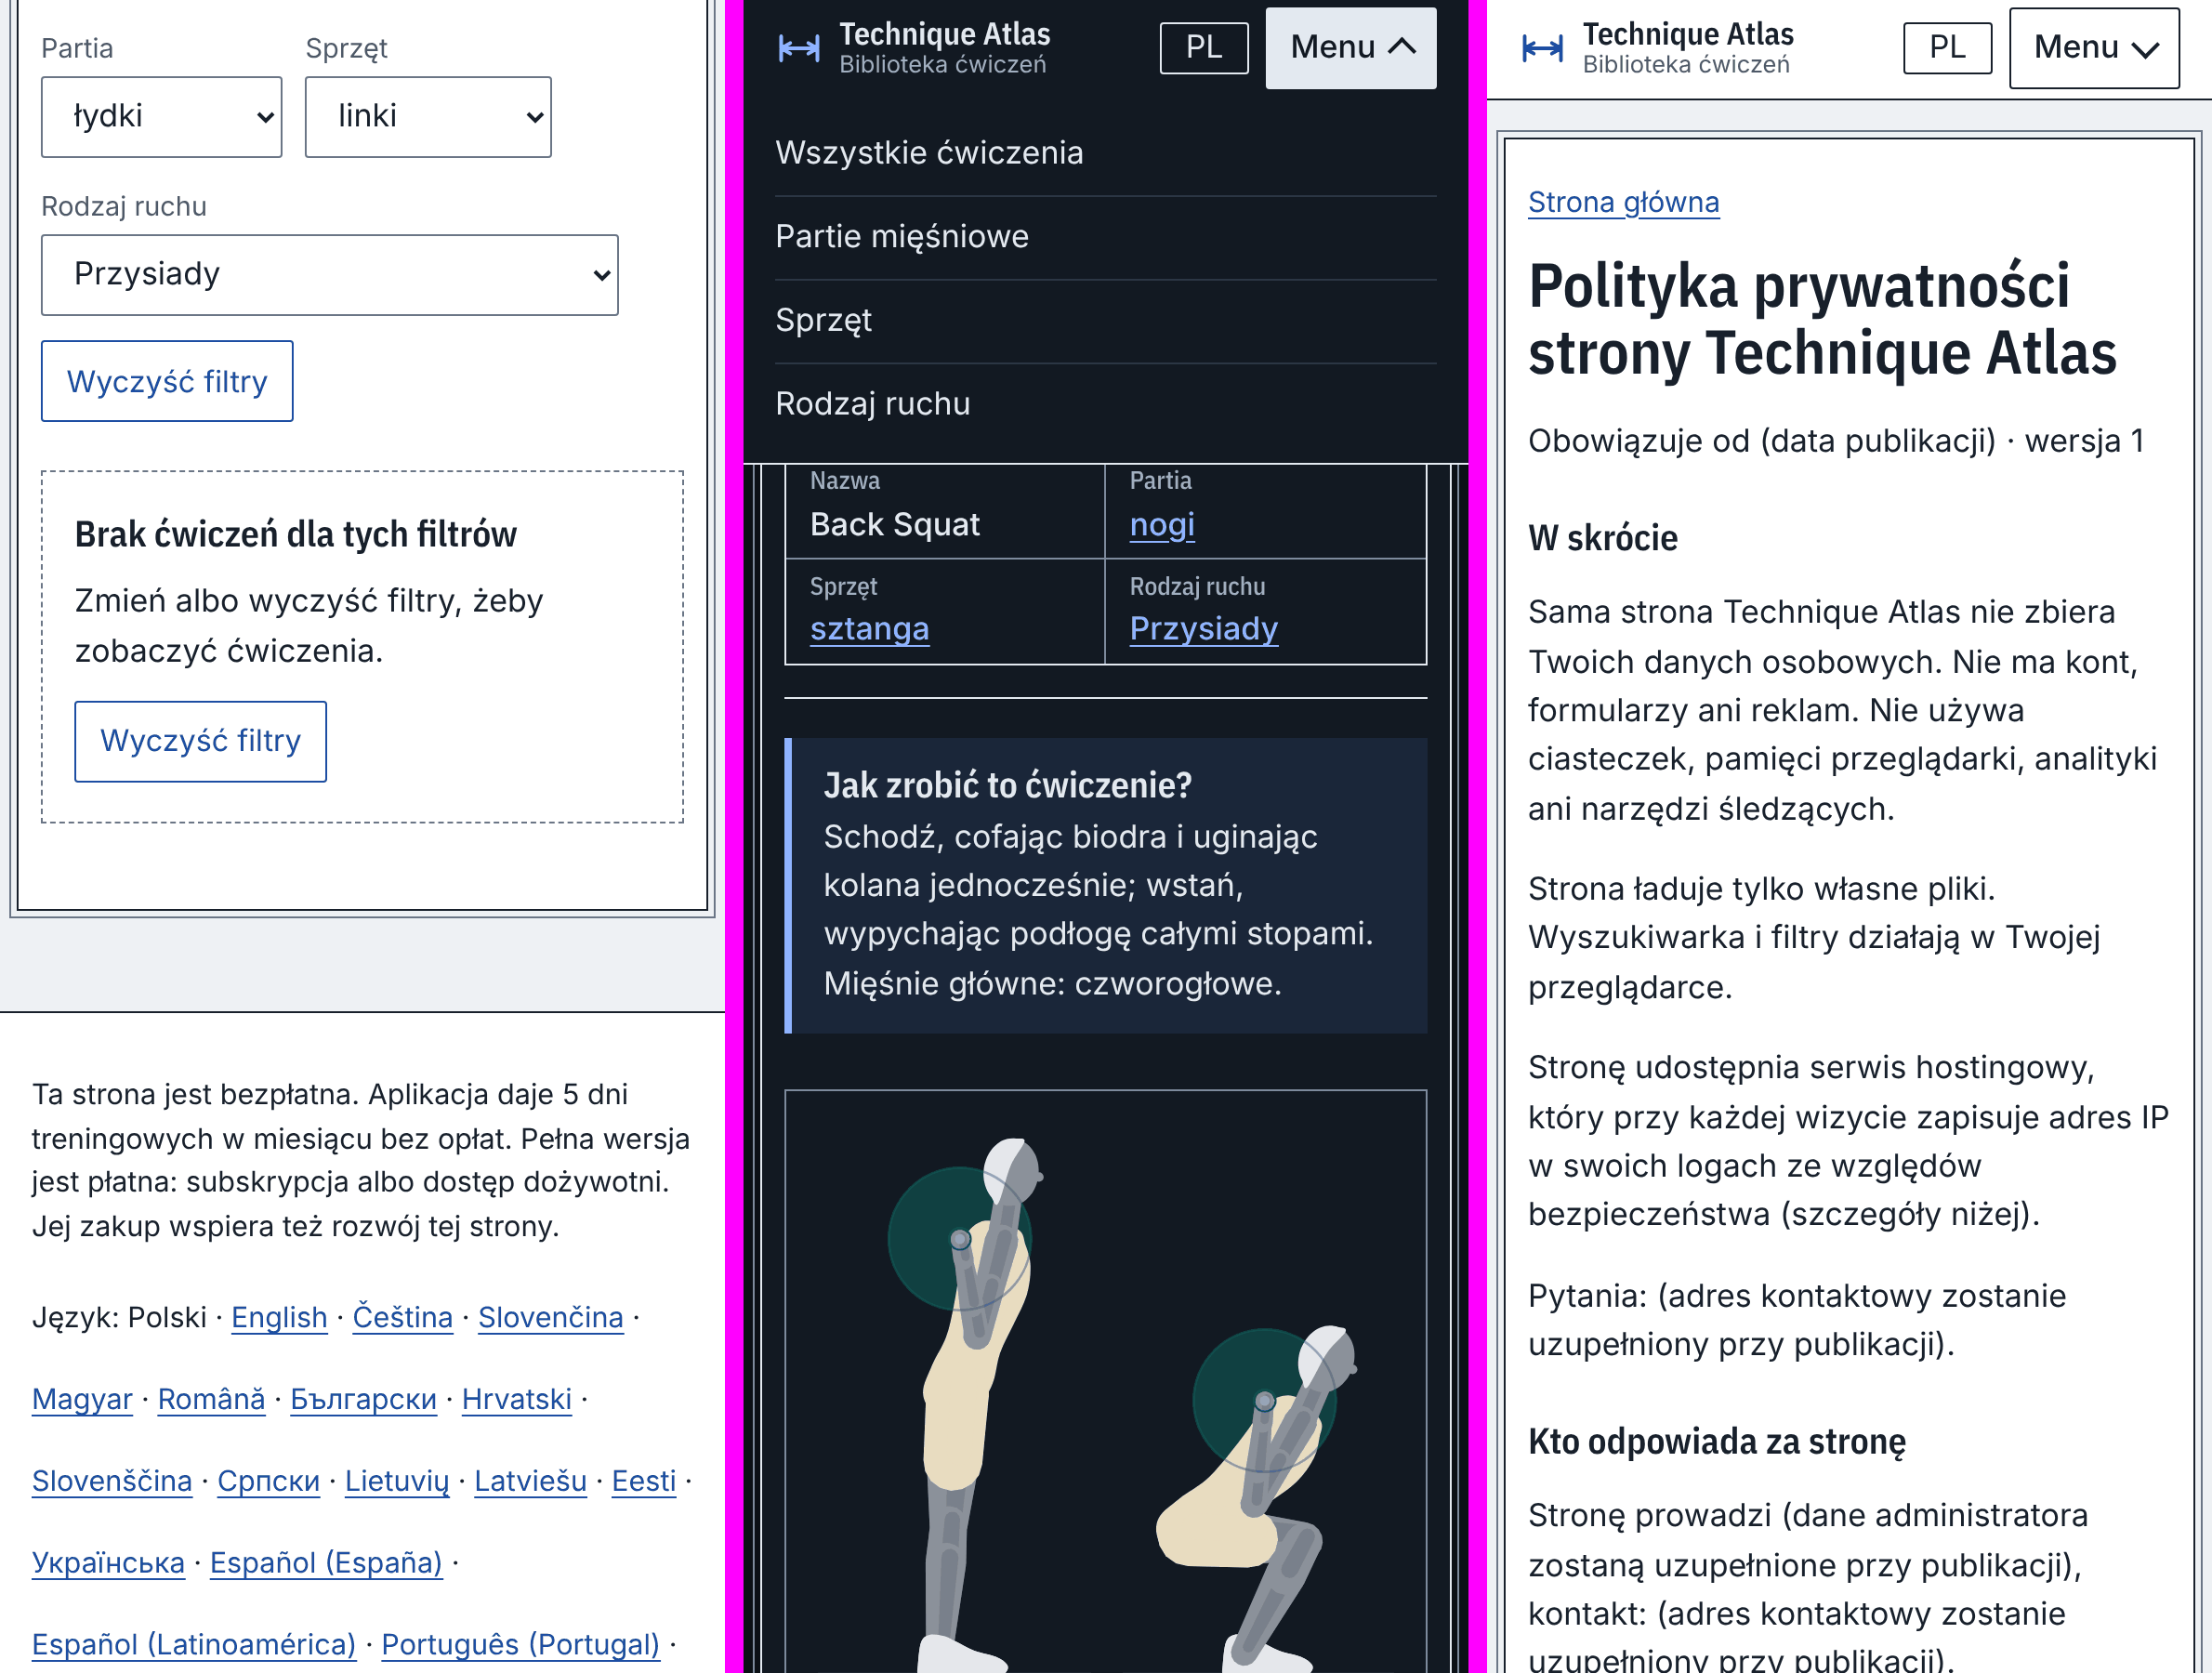 Partia
Sprzęt
łydki
linki
Rodzaj ruchu
Przysiady
Wyczyść filtry
Brak ćwiczeń dla tych filtrów
Zmień albo wyczyść filtry, żeby
zobaczyć ćwiczenia.
Wyczyść filtry
Ta strona jest bezpłatna. Aplikacja daje 5 dni
treningowych w miesiącu bez opłat. Pełna wersja
jest płatna: subskrypcja albo dostęp dożywotni.
Jej zakup wspiera też rozwój tej strony.
Język: Polski · English · Čeština · Slovenčina ·
Magyar · Română · Български · Hrvatski ·
Slovenščina · Српски · Lietuvių · Latviešu · Eesti ·
Українська · Español (España) ·
Español (Latinoamérica) · Português (Portugal) ·
Technique Atlas
Biblioteka ćwiczeń
PL
Menu
Wszystkie ćwiczenia
Partie mięśniowe
Sprzęt
Rodzaj ruchu
Nazwa
Partia
Back Squat
nogi
Sprzęt
Rodzaj ruchu
sztanga
Przysiady
Jak zrobić to ćwiczenie?
Schodź, cofając biodra i uginając
kolana jednocześnie; wstań,
wypychając podłogę całymi stopami.
Mięśnie główne: czworogłowe.
Technique Atlas
Biblioteka ćwiczeń
PL
Menu
Strona główna
Polityka prywatności
strony Technique Atlas
Obowiązuje od (data publikacji) · wersja 1
W skrócie
Sama strona Technique Atlas nie zbiera
Twoich danych osobowych. Nie ma kont,
formularzy ani reklam. Nie używa
ciasteczek, pamięci przeglądarki, analityki
ani narzędzi śledzących.
Strona ładuje tylko własne pliki.
Wyszukiwarka i filtry działają w Twojej
przeglądarce.
Stronę udostępnia serwis hostingowy,
który przy każdej wizycie zapisuje adres IP
w swoich logach ze względów
bezpieczeństwa (szczegóły niżej).
Pytania: (adres kontaktowy zostanie
uzupełniony przy publikacji).
Kto odpowiada za stronę
Stronę prowadzi (dane administratora
zostaną uzupełnione przy publikacji),
kontakt: (adres kontaktowy zostanie
uzupełniony przy publikacji).